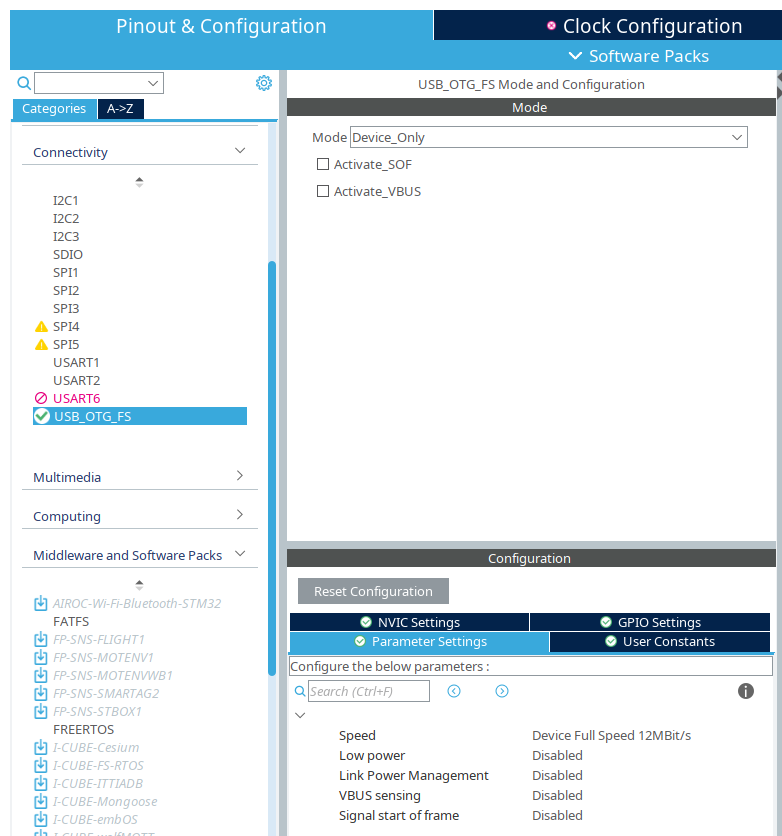 Pinout & Configuration
Clock Configuration
Software Packs
Categories
A->Z
Connectivity
I2C1
I2C2
I2C3
SDIO
SPI1
SPI2
SPI3
SPI4
SPI5
USART1
USART2
USART6
USB_OTG_FS
Multimedia
Computing
Middleware and Software Packs
AIROC-Wi-Fi-Bluetooth-STM32
FATFS
FP-SNS-FLIGHT1
FP-SNS-MOTENV1
FP-SNS-MOTENVWB1
FP-SNS-SMARTAG2
FP-SNS-STBOX1
FREERTOS
I-CUBE-Cesium
I-CUBE-FS-RTOS
I-CUBE-ITTIADB
I-CUBE-Mongoose
I-CUBE-embOS
USB_OTG_FS Mode and Configuration
Mode
Mode Device_Only
Activate_SOF
Activate_VBUS
Configuration
Reset Configuration
NVIC Settings
GPIO Settings
Parameter Settings
User Constants
Configure the below parameters :
Search (Ctrl+F)
Speed Device Full Speed 12MBit/s
Low power Disabled
Link Power Management Disabled
VBUS sensing Disabled
Signal start of frame Disabled